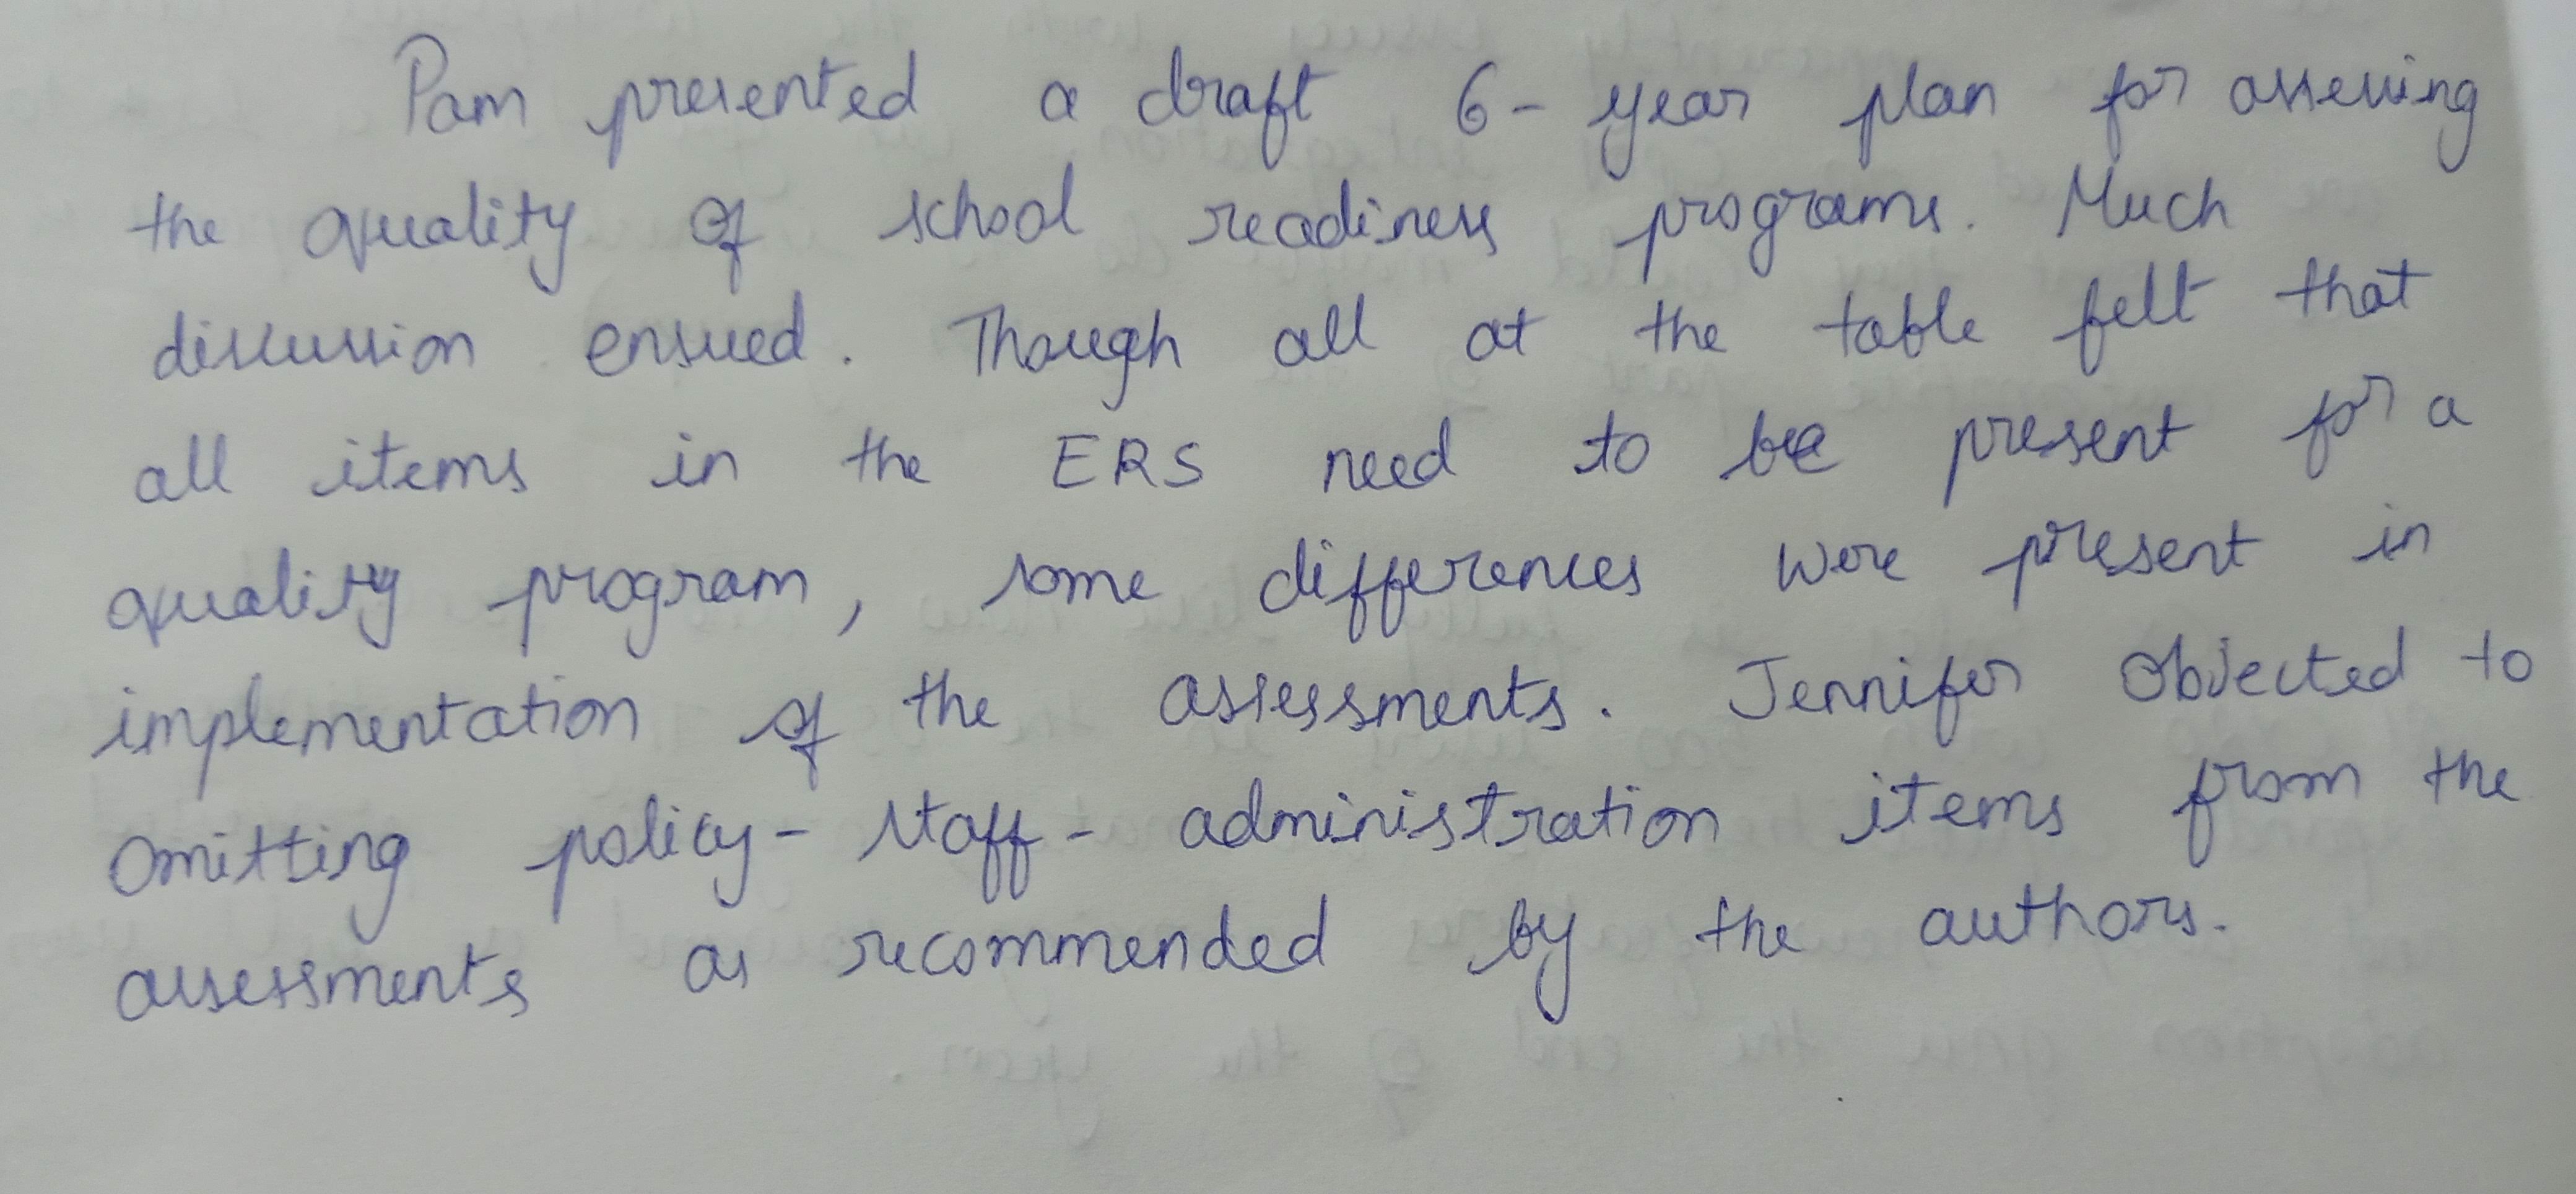 Pam presented a draft 6-year plan for assessing
the quality of school readiness programs. Much
discussion ensued. Though all at the table felt that
all items in the ERS need to be present for a
quality program, some differences were present in
implementation of the assessments. Jennifer objected to
omitting policy-staff-administration items from the
assessments as recommended by the authors.